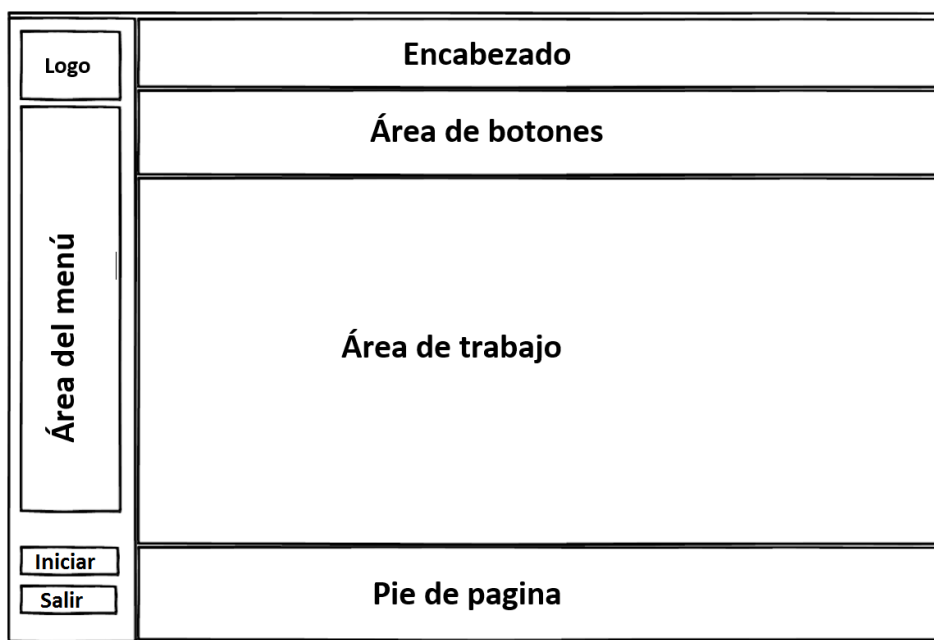 Logo
Encabezado
Área de botones
Área del menú
Área de trabajo
Iniciar
Salir
Pie de pagina